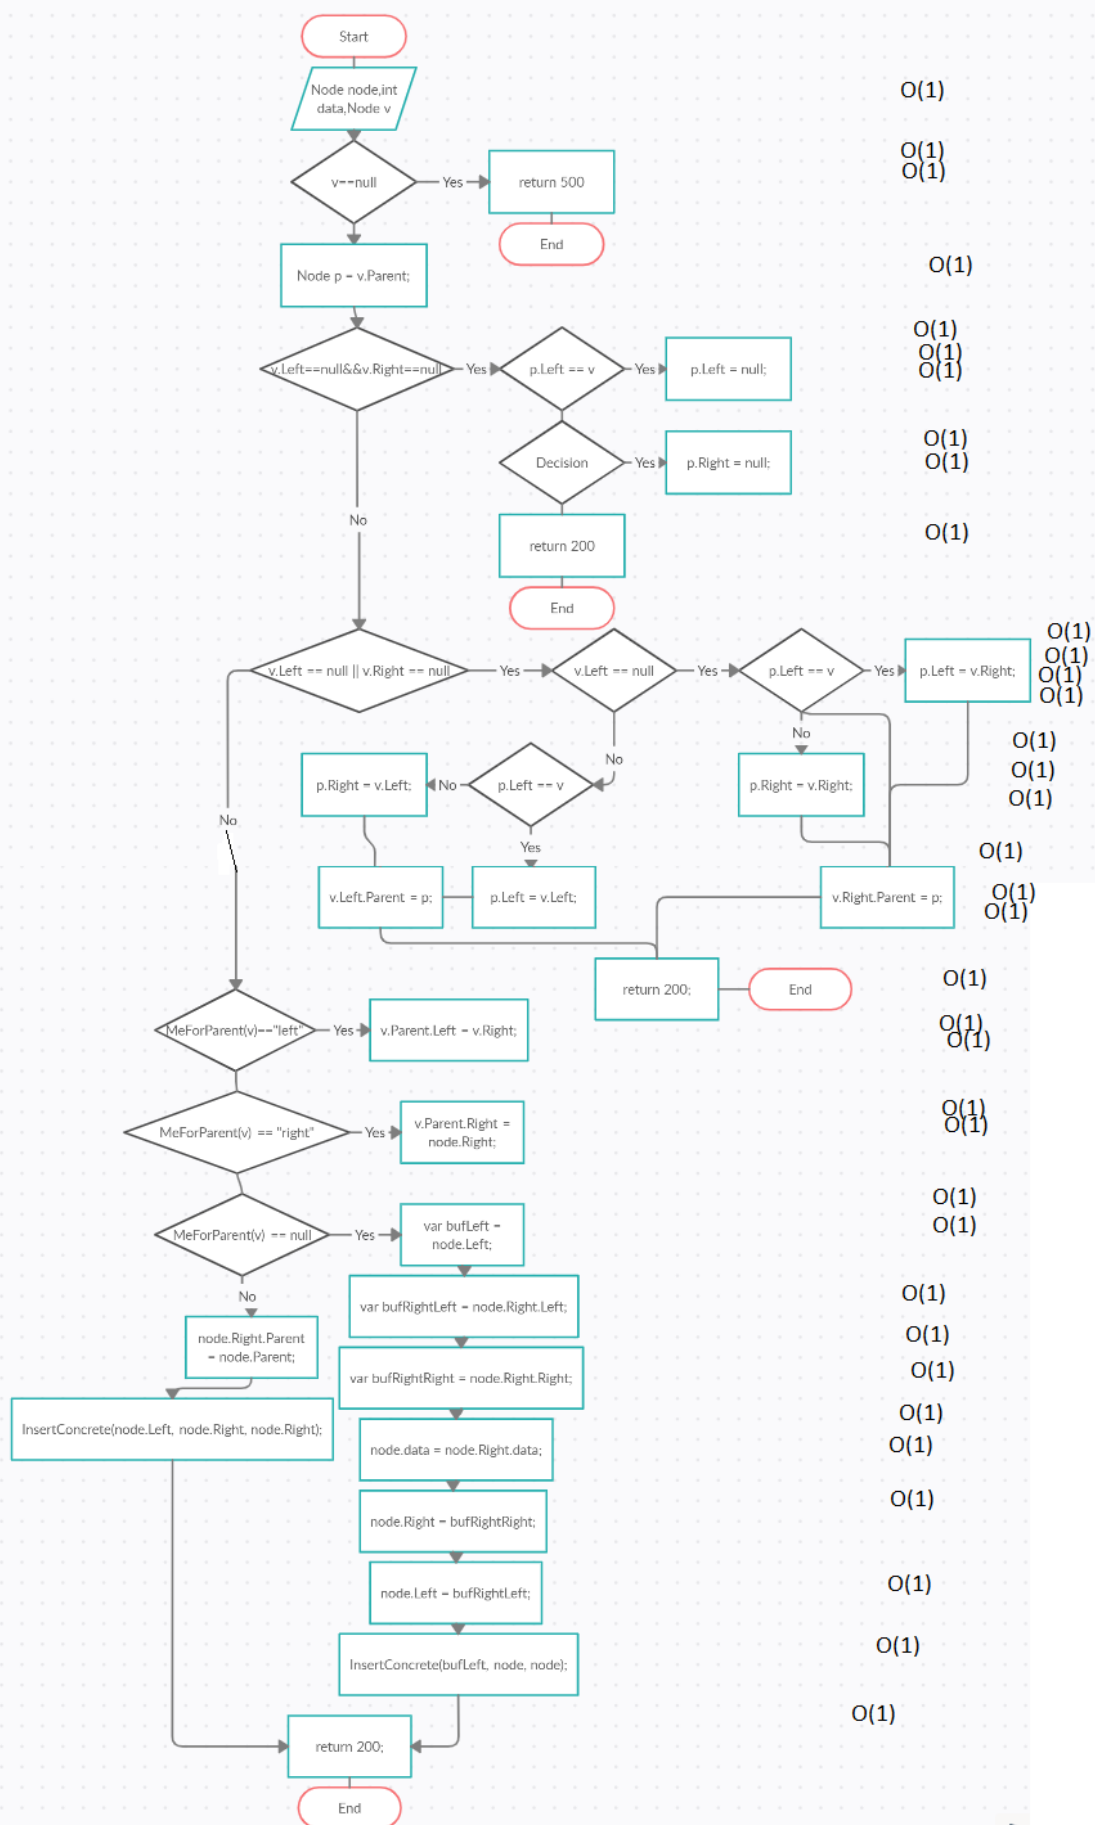 Start
Node node,int
data,Node v
O(1)
v==null
Yes
return 500
O(1)
O(1)
End
Node p = v.Parent;
O(1)
v.Left==null&&v.Right==null
Yes
p.Left == v
Yes
p.Left = null;
O(1)
O(1)
O(1)
Decision
Yes
p.Right = null;
O(1)
O(1)
No
return 200
O(1)
End
v.Left == null || v.Right == null
Yes
v.Left == null
Yes
p.Left == v
Yes
p.Left = v.Right;
O(1)
O(1)
O(1)
O(1)
No
No
p.Right = v.Left;
No
p.Left == v
p.Right = v.Right;
O(1)
O(1)
O(1)
No
Yes
O(1)
v.Left.Parent = p;
p.Left = v.Left;
v.Right.Parent = p;
O(1)
O(1)
return 200;
End
O(1)
MeForParent(v)=="left"
Yes
v.Parent.Left = v.Right;
O(1)
O(1)
MeForParent(v) == "right"
Yes
v.Parent.Right =
node.Right;
O(1)
O(1)
MeForParent(v) == null
Yes
var bufLeft =
node.Left;
O(1)
O(1)
No
var bufRightLeft = node.Right.Left;
O(1)
node.Right.Parent
= node.Parent;
O(1)
var bufRightRight = node.Right.Right;
O(1)
InsertConcrete(node.Left, node.Right, node.Right);
O(1)
node.data = node.Right.data;
O(1)
node.Right = bufRightRight;
O(1)
node.Left = bufRightLeft;
O(1)
InsertConcrete(bufLeft, node, node);
O(1)
return 200;
O(1)
End